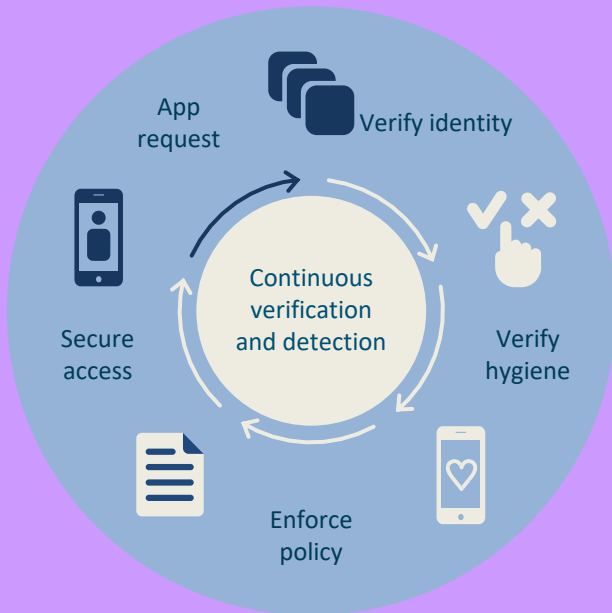 App
request
Verify identity
Continuous
verification
and detection
Secure
access
Verify
hygiene
Enforce
policy